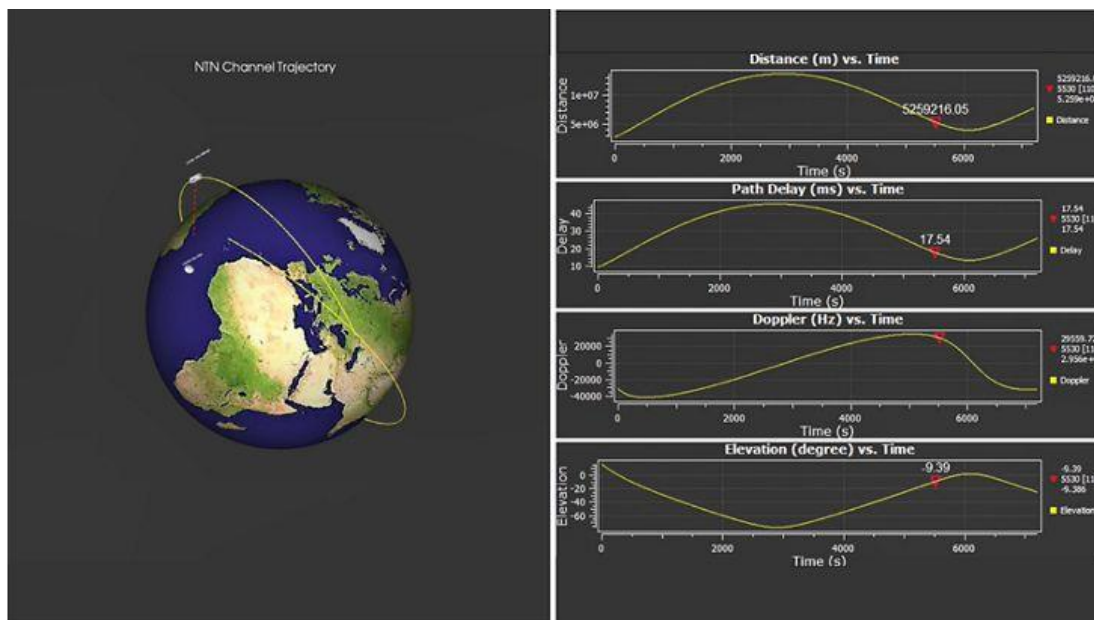 NTN Channel Trajectory
Distance (m) vs. Time
Distance
1e+07
5e+06
5259216.05
0
2000
4000
6000
Time (s)
5259216.0
5530 [110
5.259e+0
Distance
Path Delay (ms) vs. Time
Delay
40
30
20
10
17.54
0
2000
4000
6000
Time (s)
17.54
5530 [11
17.54
Delay
Doppler (Hz) vs. Time
Doppler
20000
0
-20000
-40000
0
2000
4000
6000
Time (s)
29559.72
5530 [11
2.956e+
Doppler
Elevation (degree) vs. Time
Elevation
0
-20
-40
-60
-9.39
0
2000
4000
6000
Time (s)
-9.39
5530 [11
-9.386
Elevation